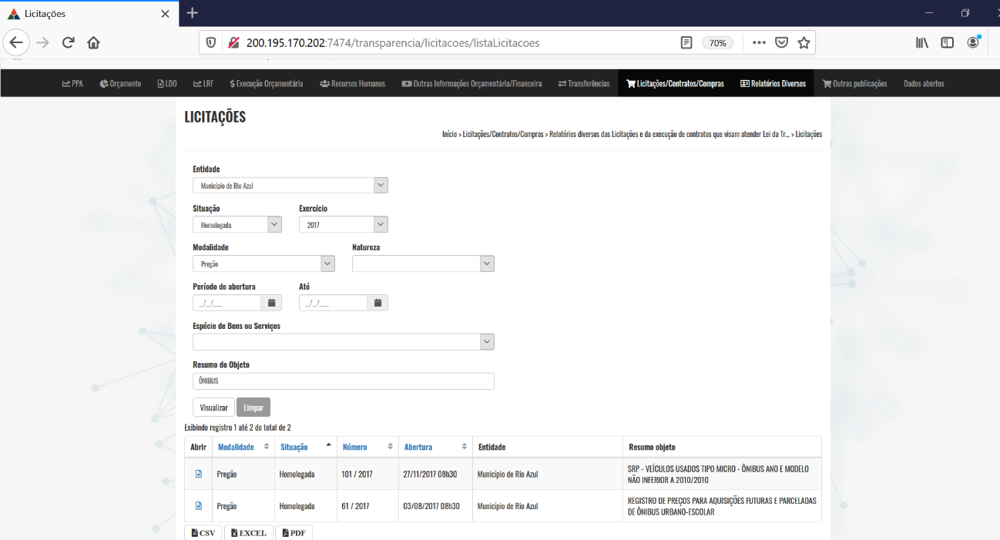 Licitações
200.195.170.202:7474/transparencia/licitacoes/listaLicitacoes
70%
PPA Orçamento LDO LRF Execução Orçamentária Recursos Humanos Outras Informações Orçamentária/Financeira Transferências Licitações/Contratos/Compras Relatórios Diversos Outras publicações Dados abertos
LICITAÇÕES
Início > Licitações/Contratos/Compras > Relatórios diversos das Licitações e da execução de contratos que visam atender Lei da Tr... > Licitações
Entidade
Município de Rio Azul
Situação Exercício
Homologada 2017
Modalidade Natureza
Pregão
Período de abertura Até
_/_/__ _/_/__
Espécie de Bens ou Serviços
Resumo do Objeto
ÔNIBUS
Visualizar Limpar
Exibindo registro 1 até 2 do total de 2
Abrir Modalidade Situação Número Abertura Entidade Resumo objeto
Pregão Homologada 101 / 2017 27/11/2017 08h30 Município de Rio Azul SRP - VEÍCULOS USADOS TIPO MICRO - ÔNIBUS ANO E MODELO
NÃO INFERIOR A 2010/2010
Pregão Homologada 61 / 2017 03/08/2017 08h30 Município de Rio Azul REGISTRO DE PREÇOS PARA AQUISIÇÕES FUTURAS E PARCELADAS
DE ÔNIBUS URBANO-ESCOLAR
CSV EXCEL PDF